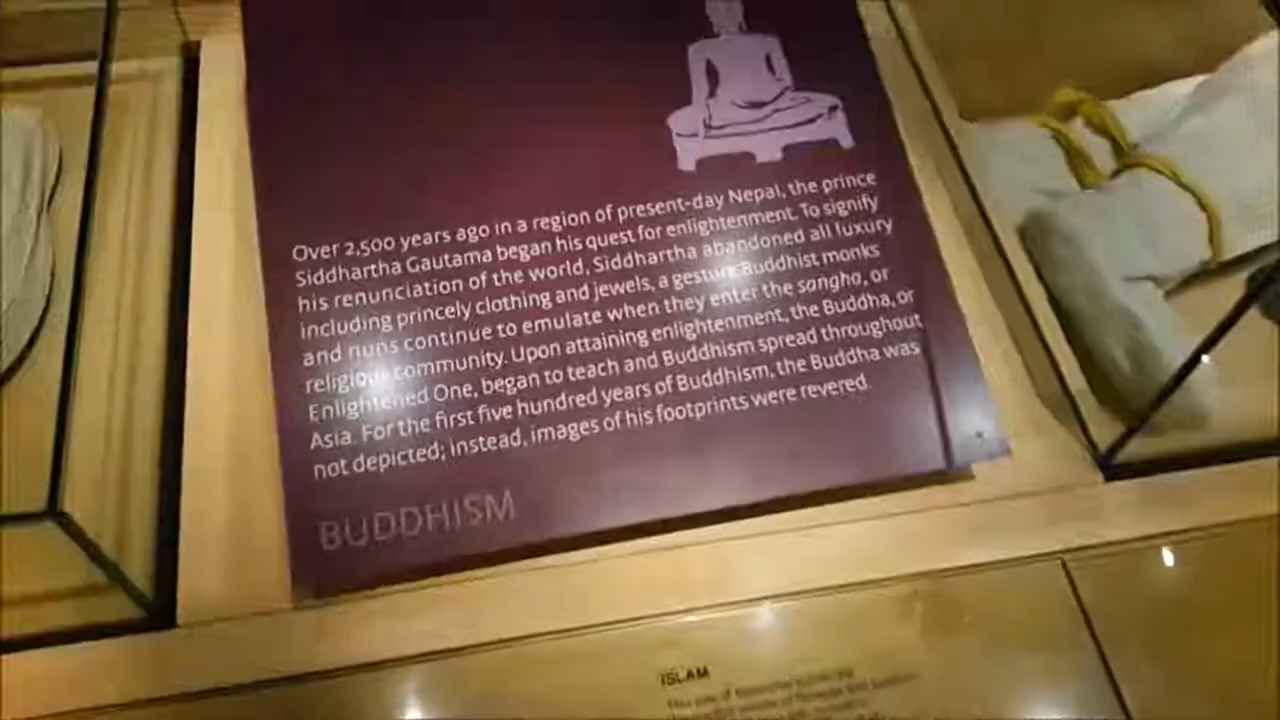 Over 2,500 years ago in a region of present-day Nepal, the prince
Siddhartha Gautama began his quest for enlightenment. To signify
his renunciation of the world, Siddhartha abandoned all luxury
including princely clothing and jewels, a gesture Buddhist monks
and nuns continue to emulate when they enter the sangha, or
religious community. Upon attaining enlightenment, the Buddha, or
Enlightened One, began to teach and Buddhism spread throughout
Asia. For the first five hundred years of Buddhism, the Buddha was
not depicted; instead, images of his footprints were revered.
BUDDHISM
ISLAM